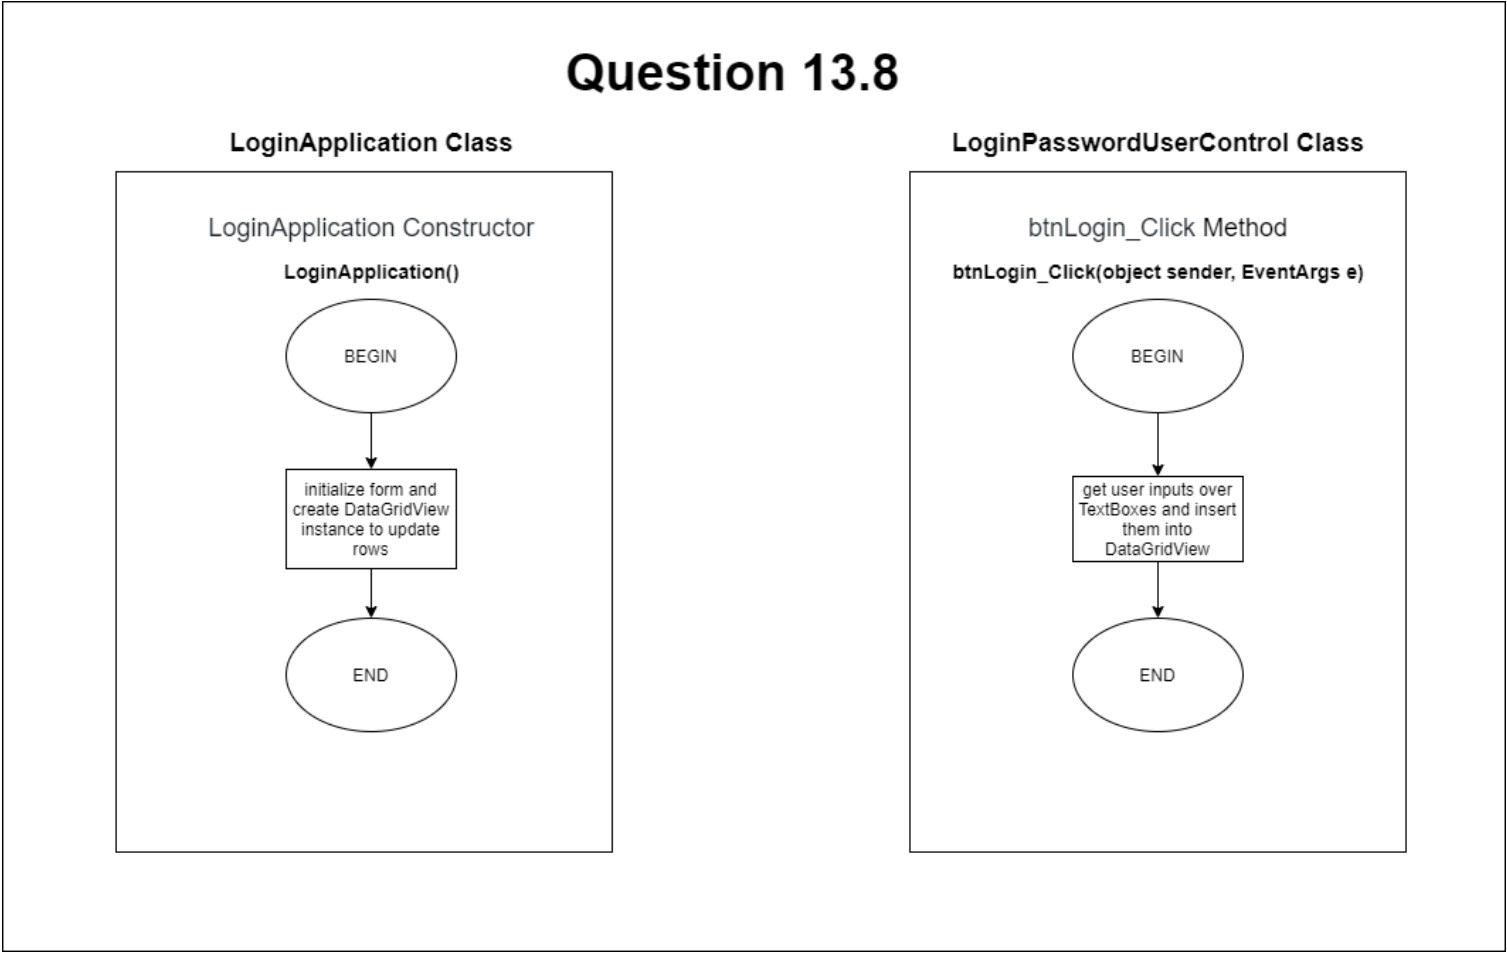 Question 13.8
LoginApplication Class
LoginApplication Constructor
LoginApplication()
BEGIN
initialize form and
create DataGridView
instance to update
rows
END
LoginPasswordUserControl Class
btnLogin_Click Method
btnLogin_Click(object sender, EventArgs e)
BEGIN
get user inputs over
TextBoxes and insert
them into
DataGridView
END